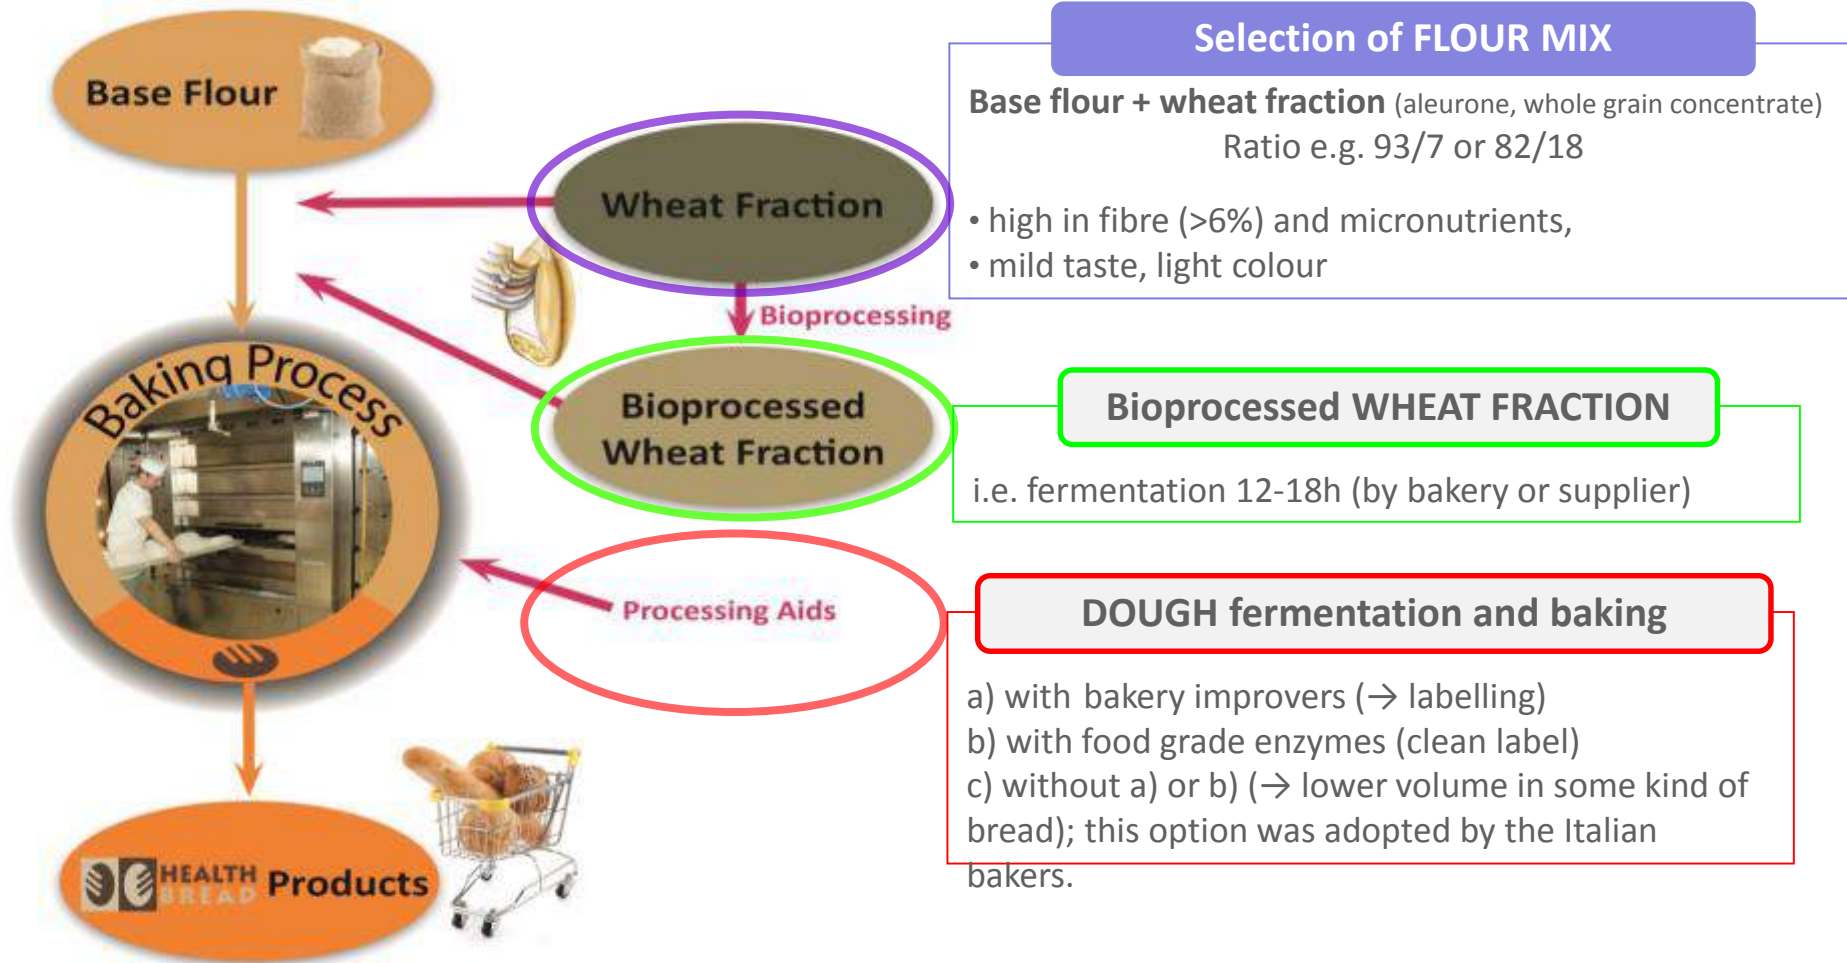 Base Flour
Wheat Fraction
Bioprocessing
Bioprocessed
Wheat Fraction
Processing Aids
Baking Process
HEALTH
BREAD
Products
Selection of FLOUR MIX
Base flour + wheat fraction (aleurone, whole grain concentrate)
Ratio e.g. 93/7 or 82/18
• high in fibre (>6%) and micronutrients,
• mild taste, light colour
Bioprocessed WHEAT FRACTION
i.e. fermentation 12-18h (by bakery or supplier)
DOUGH fermentation and baking
a) with bakery improvers (→ labelling)
b) with food grade enzymes (clean label)
c) without a) or b) (→ lower volume in some kind of
bread); this option was adopted by the Italian
bakers.